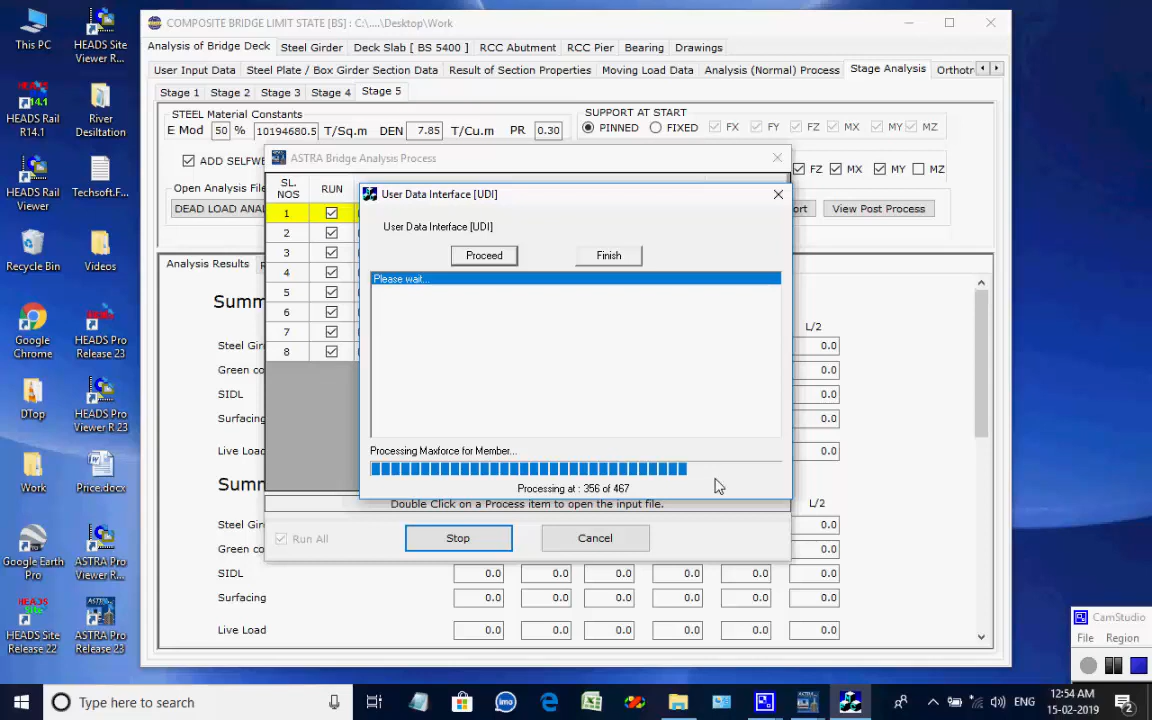 This PC
HEADS Site
Viewer R...
HEADS Rail
R14.1
River
Desiltation
HEADS Rail
Viewer
Techsoft.F...
Recycle Bin
Videos
Google
Chrome
HEADS Pro
Release 23
DTop
HEADS Pro
Viewer R 23
Work
Price.docx
Google Earth
Pro
ASTRA Pro
Viewer R...
HEADS Site
Release 22
ASTRA Pro
Release 23
COMPOSITE BRIDGE LIMIT STATE [BS] : C:\....\Desktop\Work
Analysis of Bridge Deck Steel Girder Deck Slab [ BS 5400 ] RCC Abutment RCC Pier Bearing Drawings
User Input Data Steel Plate / Box Girder Section Data Result of Section Properties Moving Load Data Analysis (Normal) Process Stage Analysis Orthotr
Stage 1 Stage 2 Stage 3 Stage 4 Stage 5
STEEL Material Constants
E Mod 50 % 10194680.5 T/Sq.m DEN 7.85 T/Cu.m PR 0.30
SUPPORT AT START
PINNED FIXED FX FY FZ MX MY MZ
ADD SELFWE
FZ MX MY MZ
Open Analysis File
DEAD LOAD ANA
ort View Post Process
Analysis Results
Summ
L/2
Steel Gir 0.0
Green co 0.0
SIDL 0.0
Surfacing 0.0
Live Load 0.0
Summ
L/2
Steel Gir 0.0
Green co 0.0
SIDL 0.0 0.0 0.0 0.0 0.0 0.0
Surfacing 0.0 0.0 0.0 0.0 0.0 0.0
Live Load 0.0 0.0 0.0 0.0 0.0 0.0
ASTRA Bridge Analysis Process
SL.
NOS
RUN
1
2
3
4
5
6
7
8
User Data Interface [UDI]
User Data Interface [UDI]
Proceed Finish
Please wait...
Processing Maxforce for Member...
Processing at : 356 of 467
Double Click on a Process item to open the input file.
Run All Stop Cancel
CamStudio
File Region
Type here to search
imo
ENG
12:54 AM
15-02-2019
2